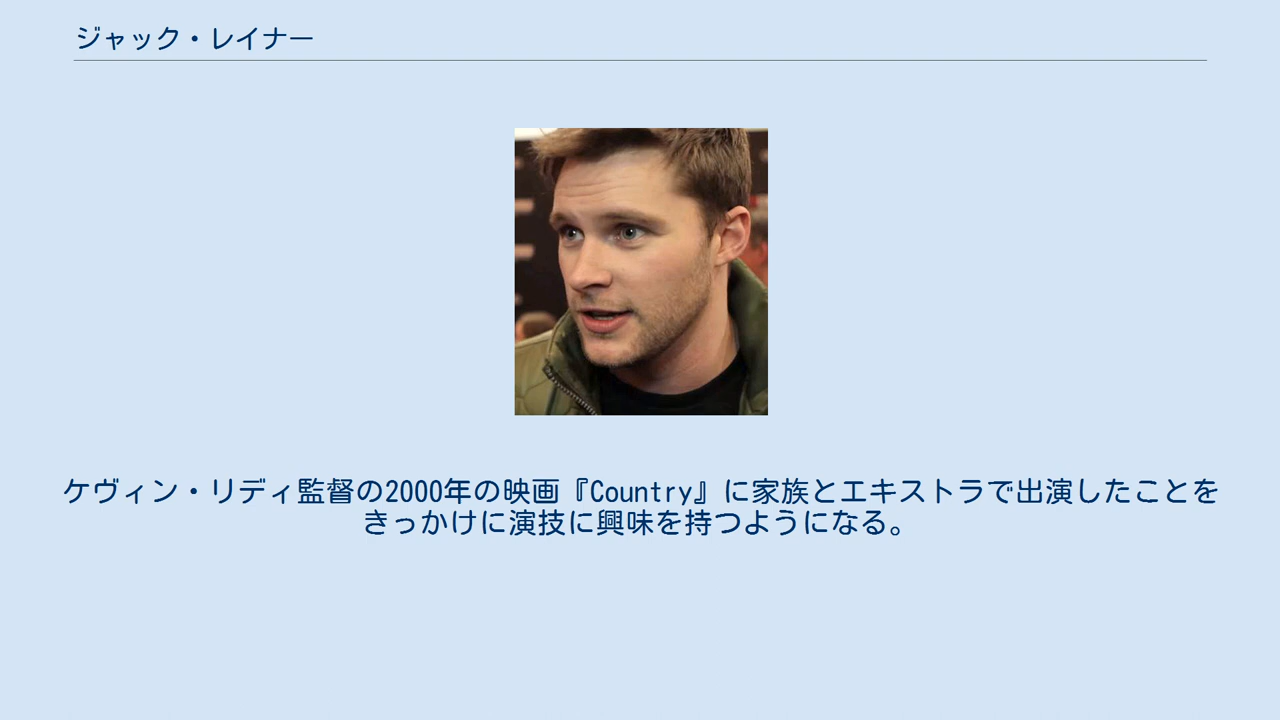 ジャック・レイナー
ケヴィン・リディ監督の2000年の映画『Country』に家族とエキストラで出演したことを
きっかけに演技に興味を持つようになる。